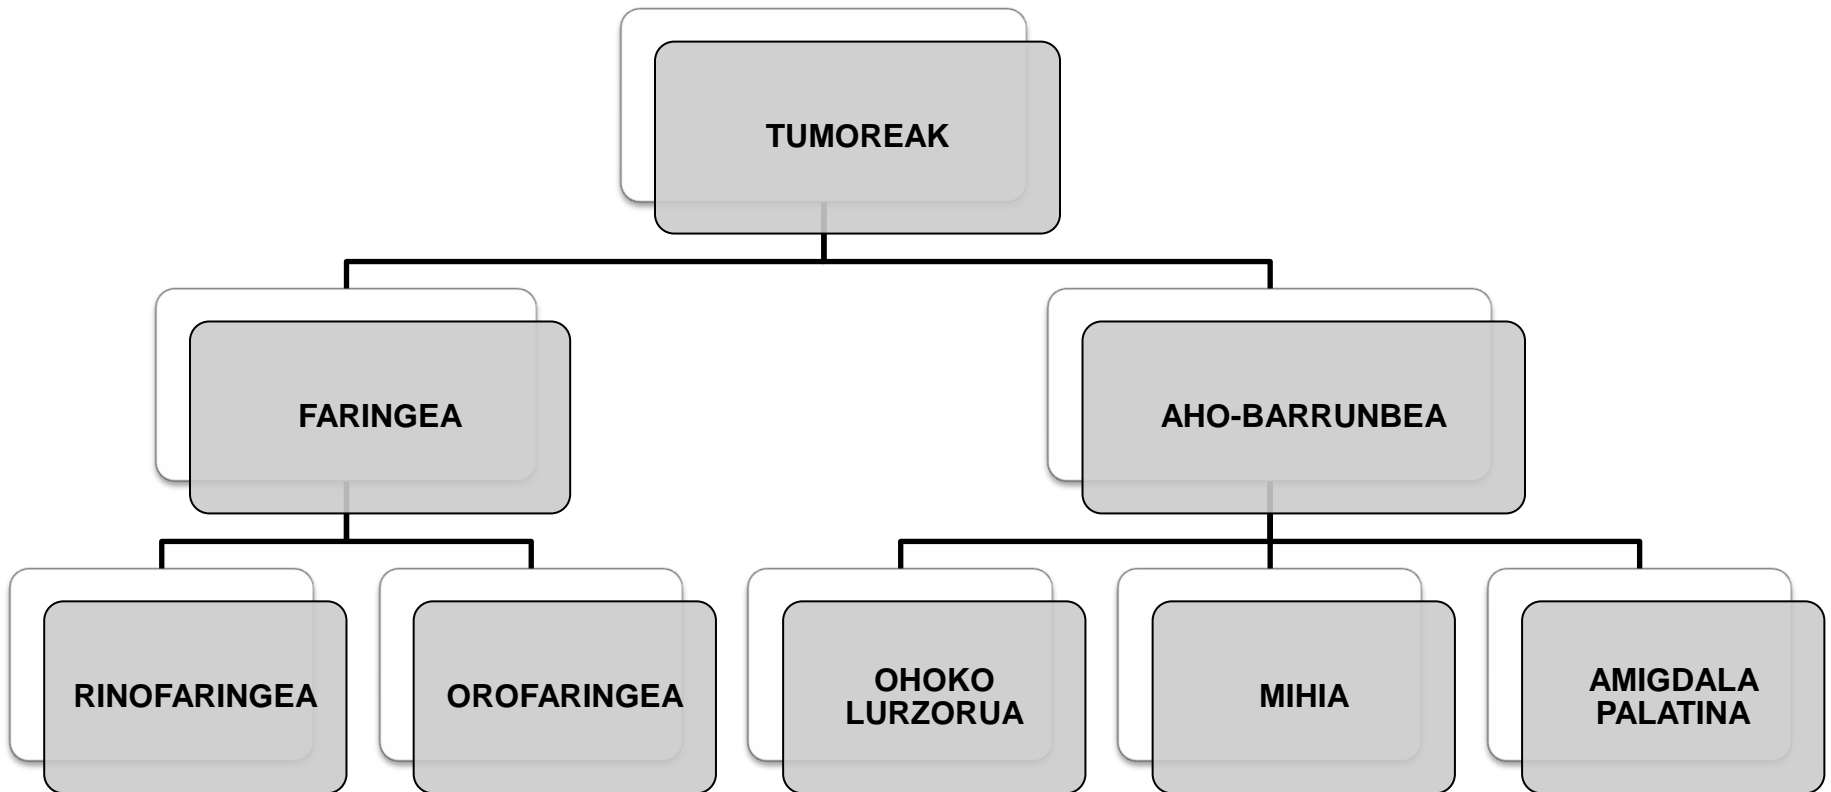 TUMOREAK
FARINGEA
AHO-BARRUNBEA
RINOFARINGEA
OROFARINGEA
OHOKO
LURZORUA
MIHIA
AMIGDALA
PALATINA